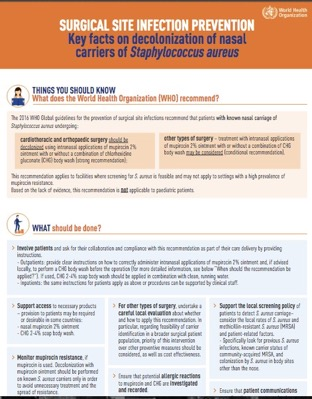 World Health
Organization
SURGICAL SITE INFECTION PREVENTION
Key facts on decolonization of nasal
carriers of Staphylococcus aureus
THINGS YOU SHOULD KNOW
What does the World Health Organization (WHO) recommend?
The 2016 WHO Global guidelines for the prevention of surgical site infections recommend that patients with known nasal carriage of
Staphylococcus aureus undergoing:
cardiothoracic and orthopaedic surgery should be
decolonized using intranasal applications of mupirocin 2%
ointment with or without a combination of chlorhexidine
gluconate (CHG) body wash (strong recommendation);
other types of surgery – treatment with intranasal applications
of mupirocin 2% ointment with or without a combination of CHG
body wash may be considered (conditional recommendation).
This recommendation applies to facilities where screening for S. aureus is feasible and may not apply to settings with a high prevalence of
mupirocin resistance.
Based on the lack of evidence, this recommendation is not applicable to paediatric patients.
WHAT should be done?
Involve patients and ask for their collaboration and compliance with this recommendation as part of their care delivery by providing
instructions.
- Outpatients: provide clear instructions on how to correctly administer intranasal applications of mupirocin 2% ointment and, if advised
locally, to perform a CHG body wash before the operation (for more detailed information, see below "When should the recommendation be
applied?"). If used, CHG 2-4% soap body wash should be applied in combination with clean, running water.
- Inpatients: the same instructions for patients apply as above or procedures can be supported by clinical staff.
Support access to necessary products
– provision to patients may be required
or desirable in some countries:
- nasal mupirocin 2% ointment
- CHG 2-4% soap body wash.
Monitor mupirocin resistance, if
mupirocin is used. Decolonization with
mupirocin ointment should be performed
on known S. aureus carriers only in order
to avoid unnecessary treatment and the
spread of resistance.
For other types of surgery, undertake a
careful local evaluation about whether
and how to apply this recommendation. In
particular, regarding feasibility of carrier
identification in a broader surgical patient
population, priority of this intervention
over other preventive measures should be
considered, as well as cost effectiveness.
Ensure that potential allergic reactions
to mupirocin and CHG are investigated
and recorded.
Support the local screening policy of
patients to detect S. aureus carriage–
consider the local rates of S. aureus and
methicillin-resistant S. aureus (MRSA)
and patient-related factors.
- Specifically look for previous S. aureus
infections, known carrier status of
community-acquired MRSA, and
colonization by S. aureus in body sites
other than the nose.
Ensure that patient communications